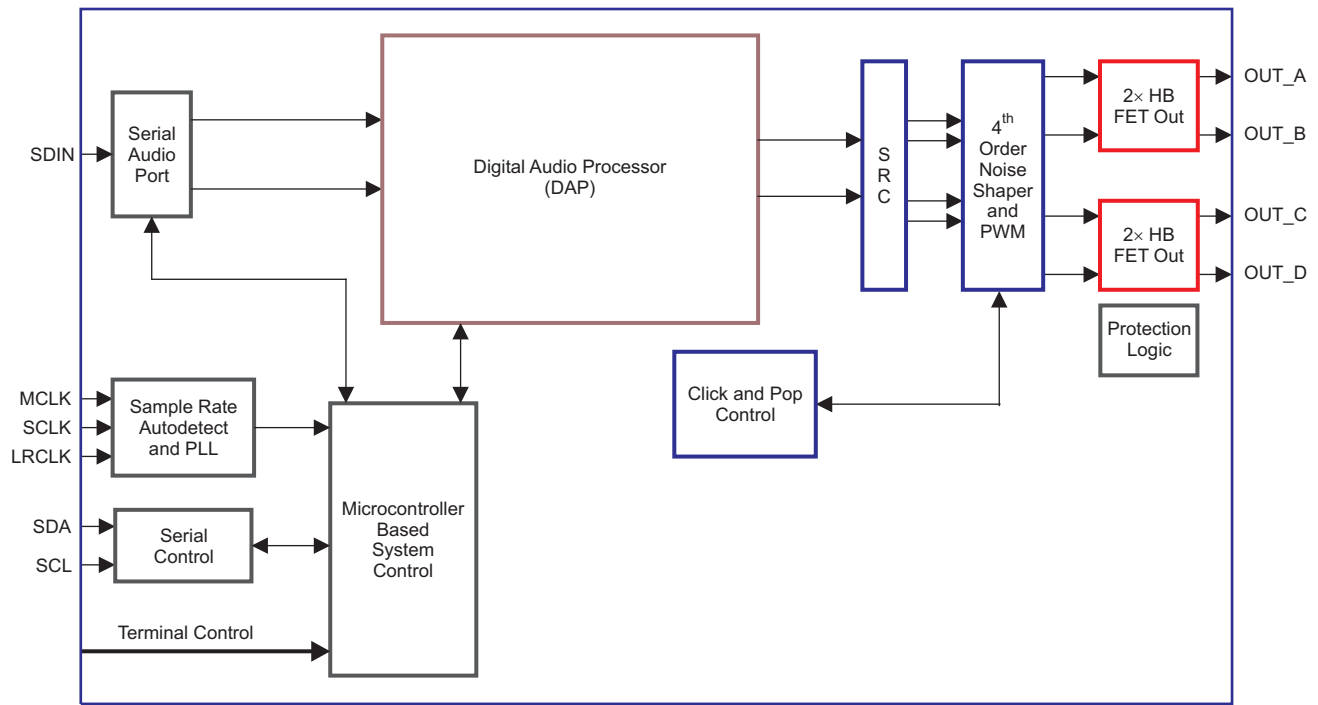 SDIN
Serial
Audio
Port
Digital Audio Processor
(DAP)
S
R
C
4th
Order
Noise
Shaper
and
PWM
2× HB
FET Out
OUT_A
OUT_B
2× HB
FET Out
OUT_C
OUT_D
Protection
Logic
Click and Pop
Control
MCLK
SCLK
LRCLK
Sample Rate
Autodetect
and PLL
SDA
SCL
Serial
Control
Microcontroller
Based
System
Control
Terminal Control